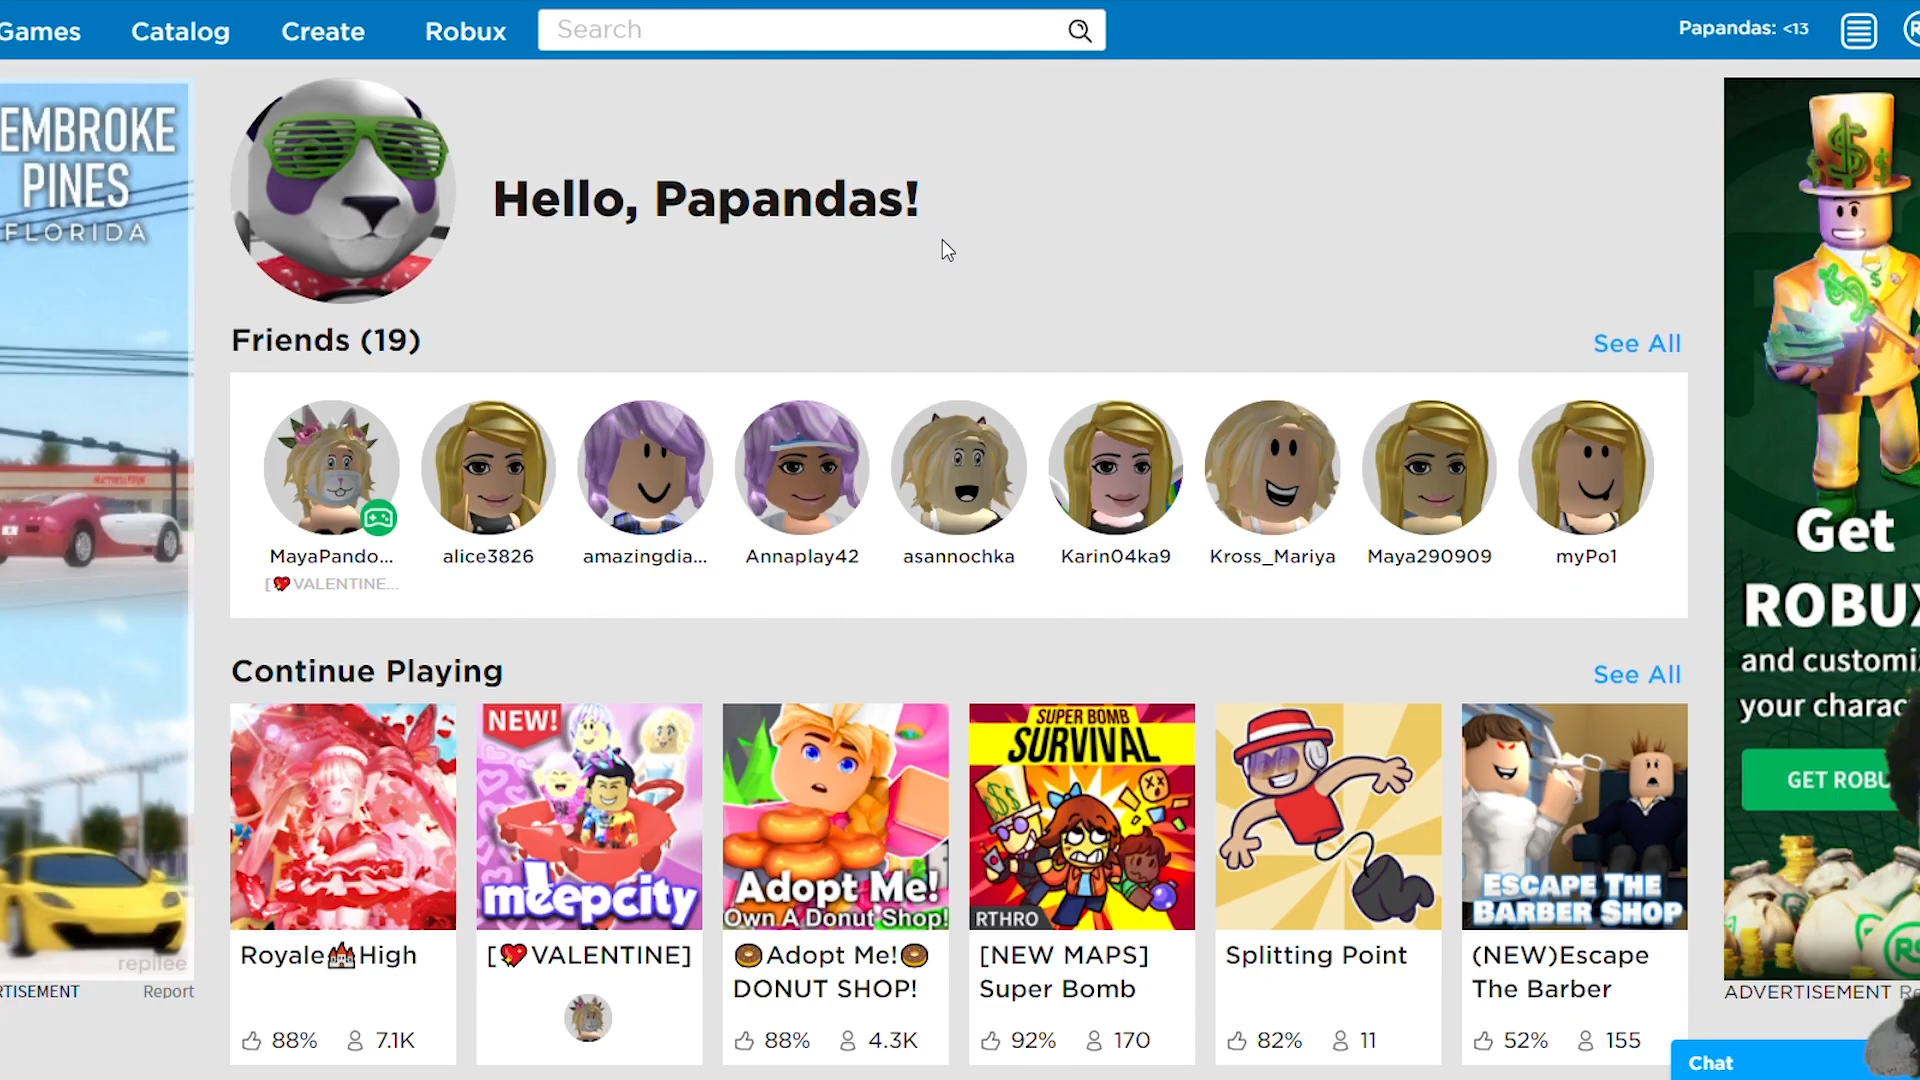 Games
Catalog
Create
Robux
Search
Papandas: <13
EMBROKE
PINES
FLORIDA
Hello, Papandas!
Friends (19)
See All
MayaPando...
alice3826
amazingdia...
Annaplay42
asannochka
Karin04ka9
Kross_Mariya
Maya290909
myPo1
[💖VALENTINE...
Continue Playing
See All
NEW!
meepcity
Adopt Me!
Own A Donut Shop!
SUPER BOMB
SURVIVAL
RTHRO
ESCAPE THE
BARBER SHOP
Royale🏰High
[💖VALENTINE]
🍩Adopt Me!🍩
DONUT SHOP!
[NEW MAPS]
Super Bomb
Splitting Point
(NEW)Escape
The Barber
88% 7.1K
88% 4.3K
92% 170
82% 11
52% 155
repilee
RTISEMENT
Report
Get
ROBUX
and customi
your charac
GET ROBU
ADVERTISEMENT Re
Chat